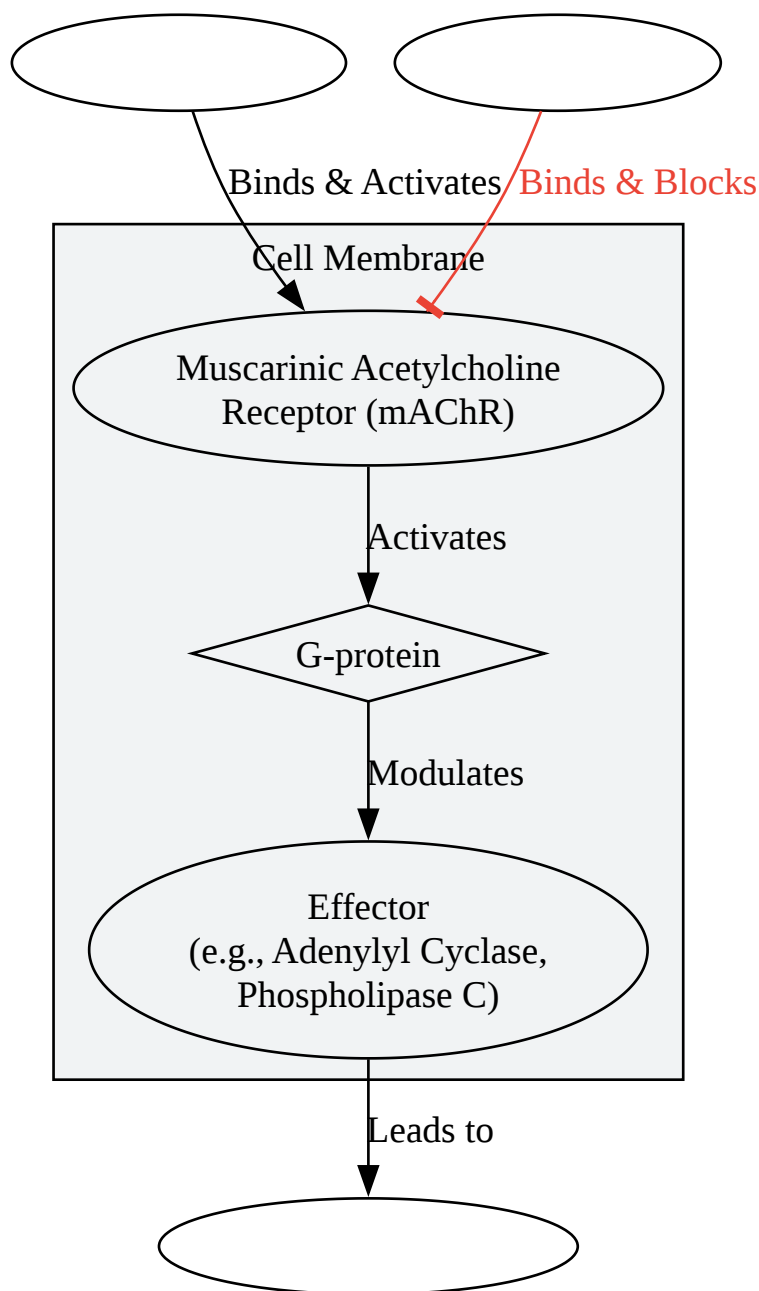 Binds & Activates
Binds & Blocks
Cell Membrane
Muscarinic Acetylcholine
Receptor (mAChR)
Activates
G-protein
Modulates
Effector
(e.g., Adenylyl Cyclase,
Phospholipase C)
Leads to